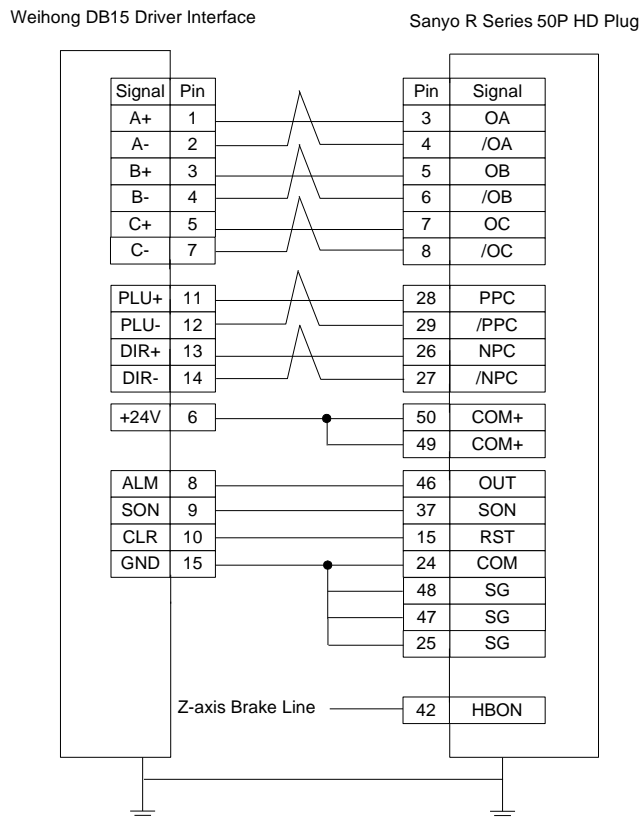 Weihong DB15 Driver Interface Sanyo R Series 50P HD Plug
Signal Pin Pin Signal
A+ 1 3 OA
A- 2 4 /OA
B+ 3 5 OB
B- 4 6 /OB
C+ 5 7 OC
C- 7 8 /OC
PLU+ 11 28 PPC
PLU- 12 29 /PPC
DIR+ 13 26 NPC
DIR- 14 27 /NPC
+24V 6 50 COM+
49 COM+
ALM 8 46 OUT
SON 9 37 SON
CLR 10 15 RST
GND 15 24 COM
48 SG
47 SG
25 SG
Z-axis Brake Line 42 HBON